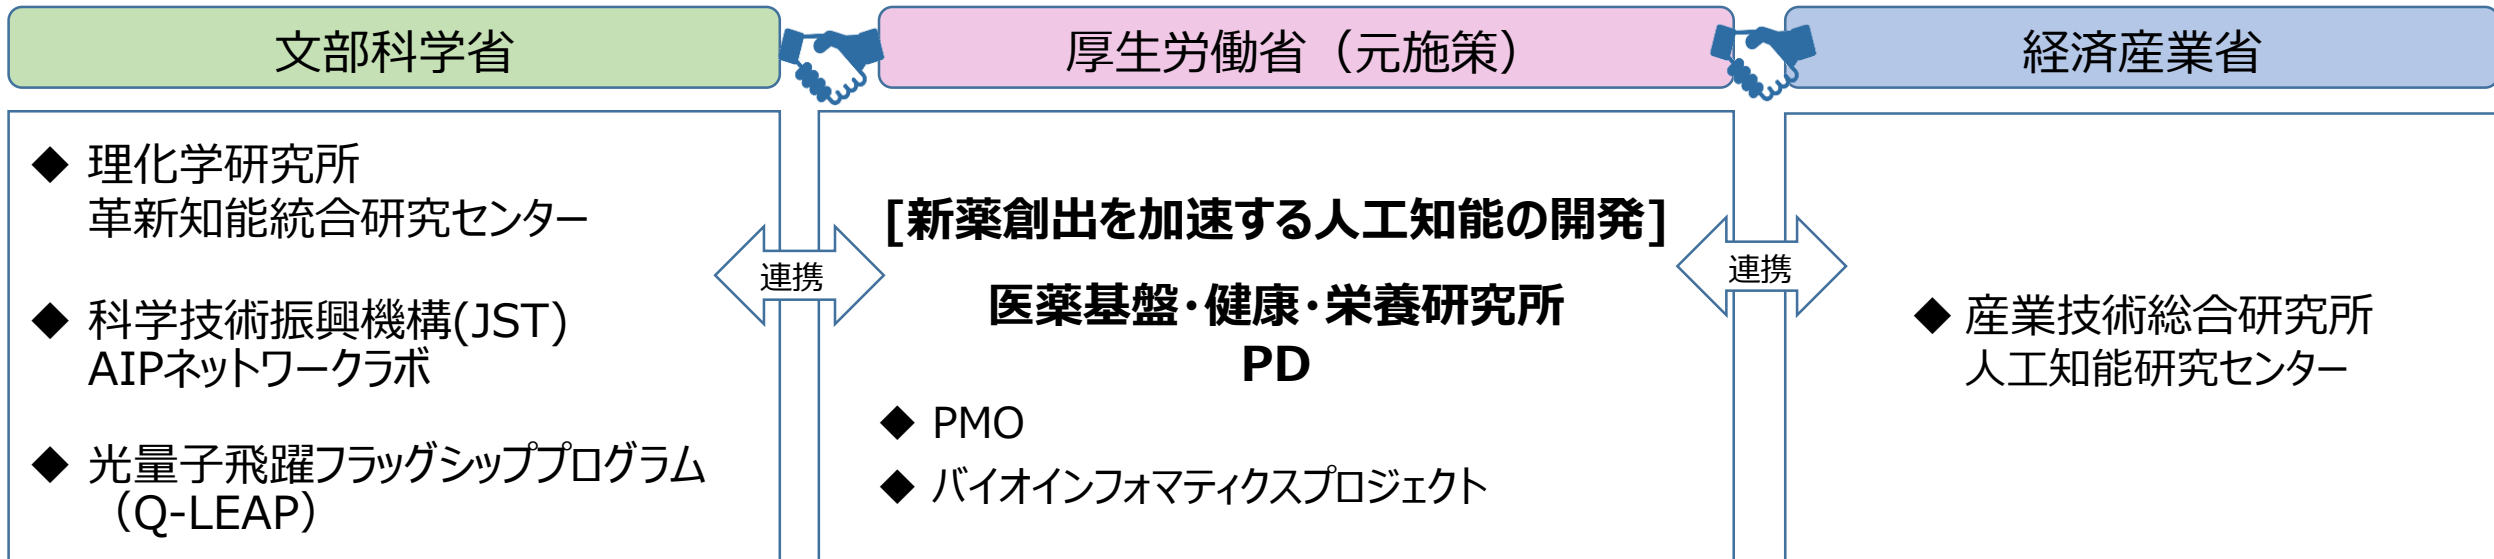 文部科学省
厚生労働省（元施策）
経済産業省
◆ 理化学研究所
革新知能統合研究センター
◆ 科学技術振興機構(JST)
AIPネットワークラボ
◆ 光量子飛躍フラッグシッププログラム
（Q-LEAP）
連携
[新薬創出を加速する人工知能の開発]
医薬基盤・健康・栄養研究所
PD
◆ PMO
◆ バイオインフォマティクスプロジェクト
連携
◆ 産業技術総合研究所
人工知能研究センター